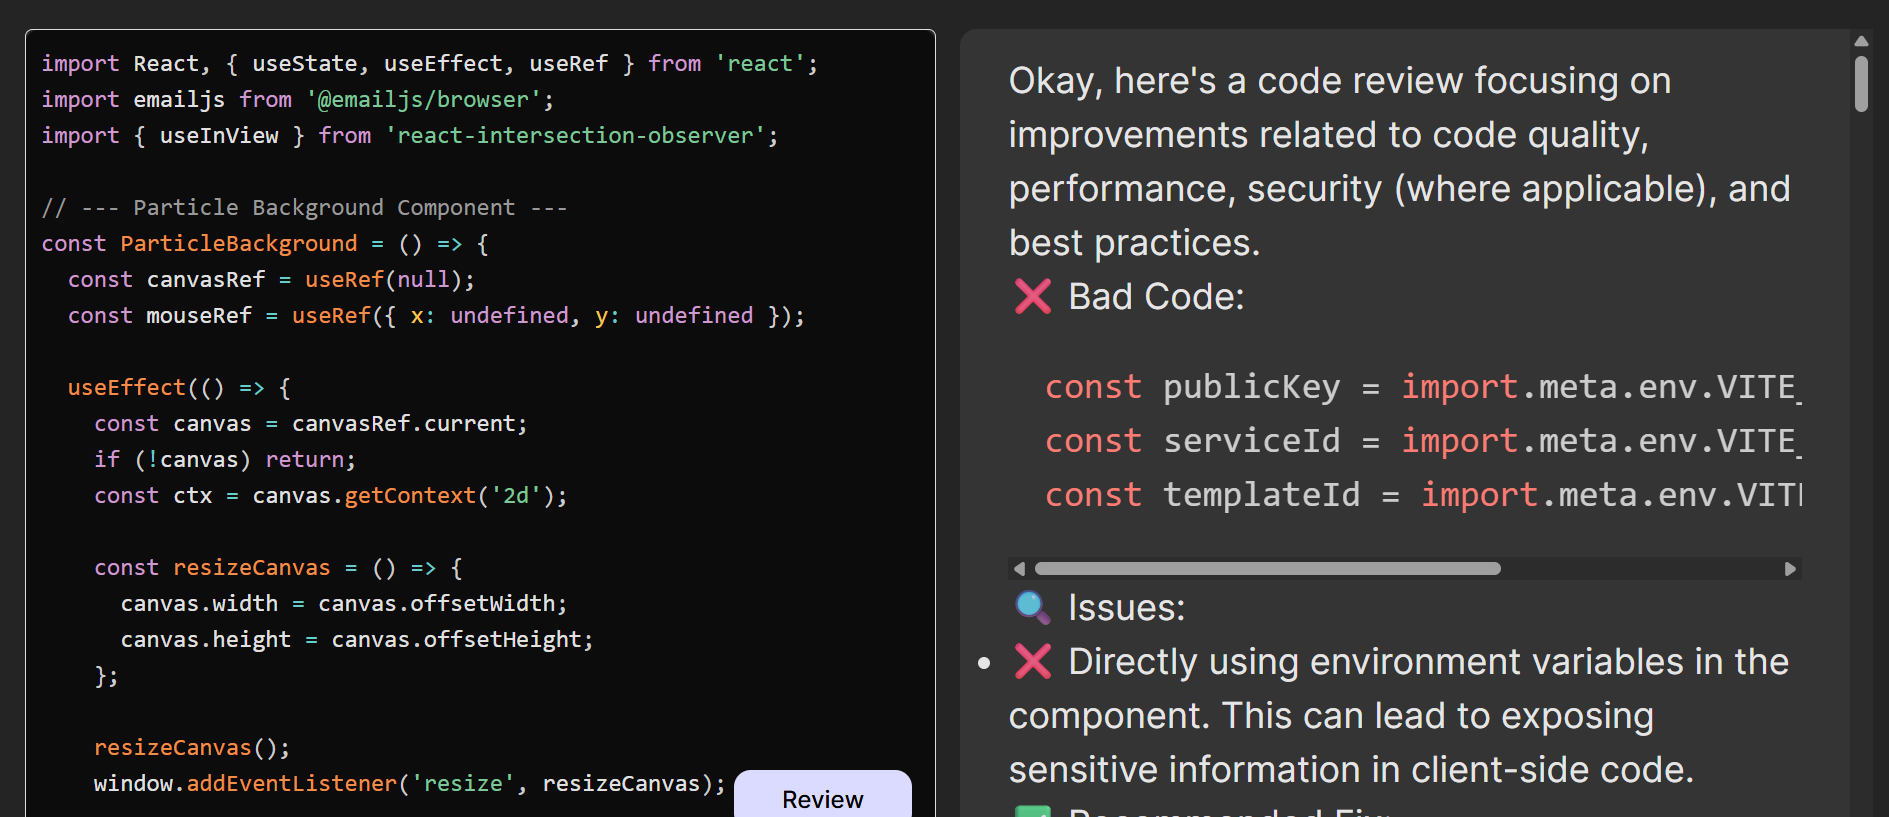 import React, { useState, useEffect, useRef } from 'react';
import emailjs from '@emailjs/browser';
import { useInView } from 'react-intersection-observer';
// --- Particle Background Component ---
const ParticleBackground = () => {
const canvasRef = useRef(null);
const mouseRef = useRef({ x: undefined, y: undefined });
useEffect(() => {
const canvas = canvasRef.current;
if (!canvas) return;
const ctx = canvas.getContext('2d');
const resizeCanvas = () => {
canvas.width = canvas.offsetWidth;
canvas.height = canvas.offsetHeight;
};
resizeCanvas();
window.addEventListener('resize', resizeCanvas);
Review
Okay, here's a code review focusing on
improvements related to code quality,
performance, security (where applicable), and
best practices.
❌ Bad Code:
const publicKey = import.meta.env.VITE_
const serviceId = import.meta.env.VITE_
const templateId = import.meta.env.VITE
🔍 Issues:
• ❌ Directly using environment variables in the
component. This can lead to exposing
sensitive information in client-side code.
Recommended Fix: